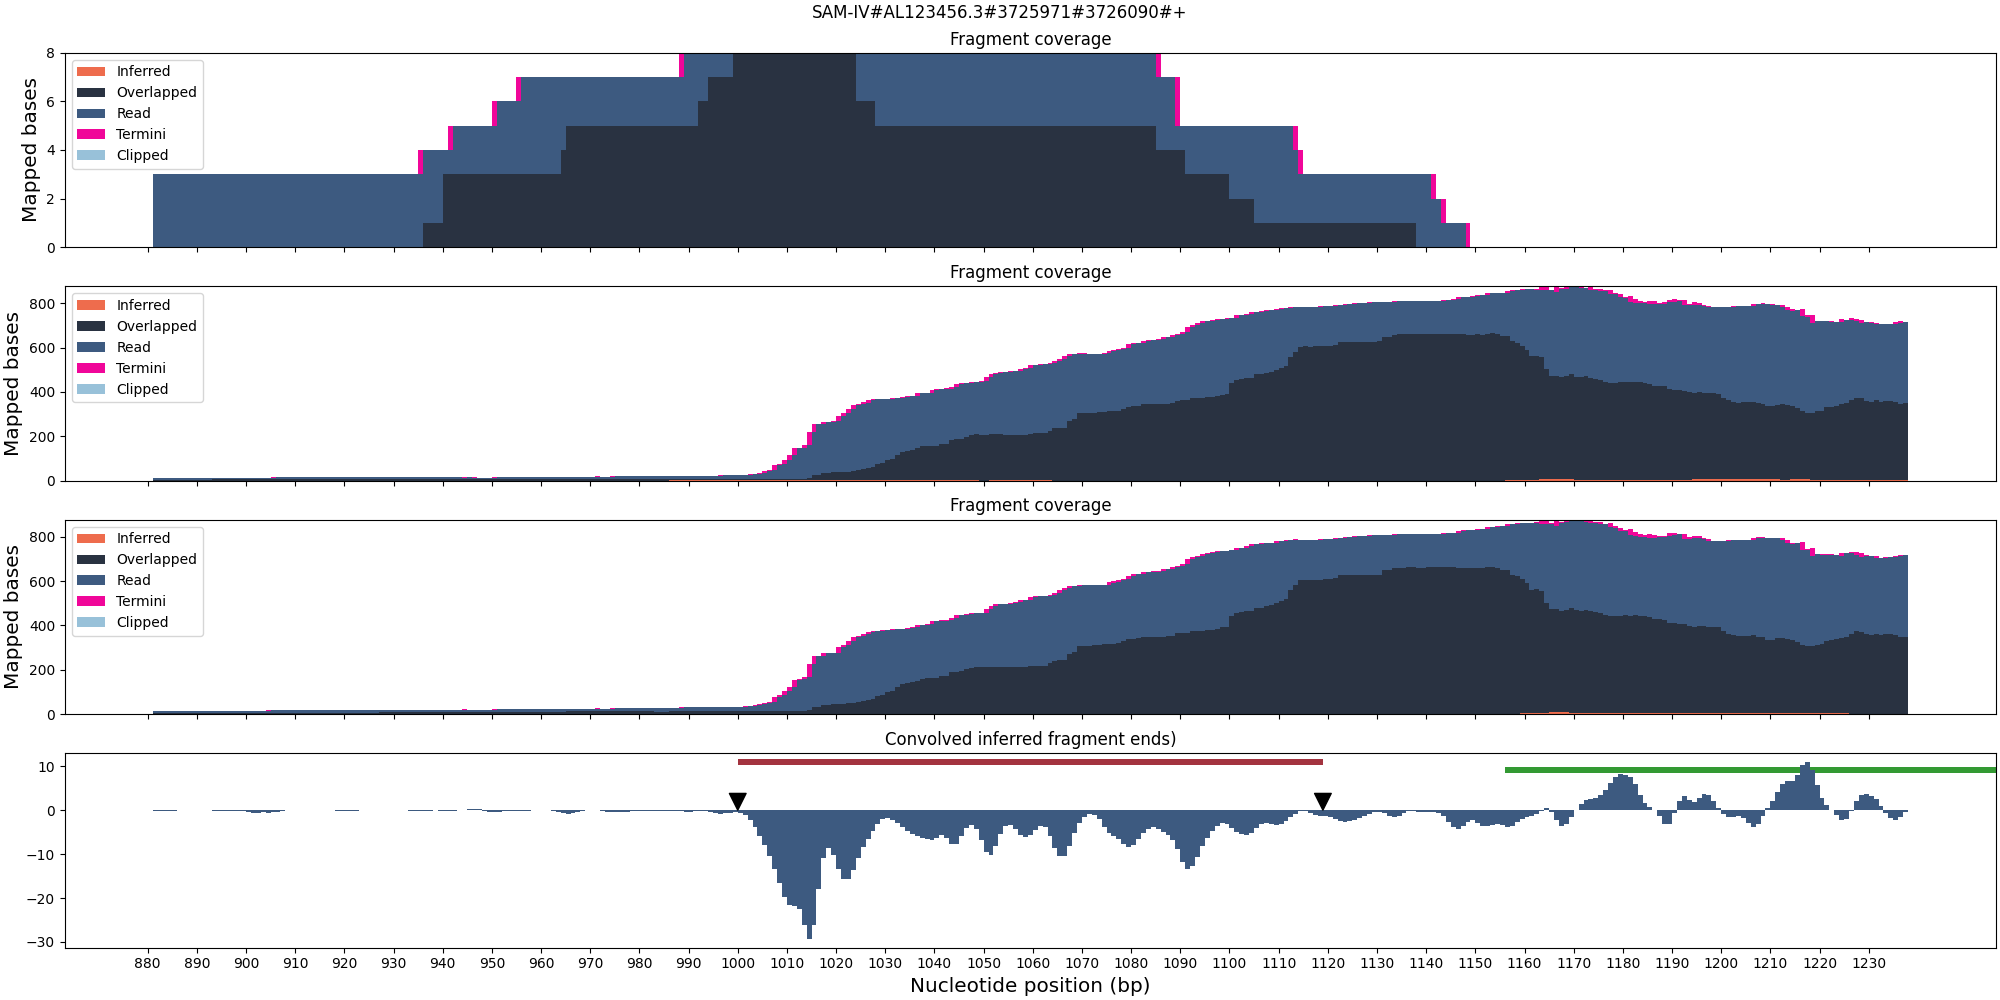 SAM-IV#AL123456.3#3725971#3726090#+
Fragment coverage
Mapped bases
8
6
4
2
0
Inferred
Overlapped
Read
Termini
Clipped
Fragment coverage
Mapped bases
800
600
400
200
0
Inferred
Overlapped
Read
Termini
Clipped
Fragment coverage
Mapped bases
800
600
400
200
0
Inferred
Overlapped
Read
Termini
Clipped
Convolved inferred fragment ends)
10
0
−10
−20
−30
880 890 900 910 920 930 940 950 960 970 980 990 1000 1010 1020 1030 1040 1050 1060 1070 1080 1090 1100 1110 1120 1130 1140 1150 1160 1170 1180 1190 1200 1210 1220 1230
Nucleotide position (bp)